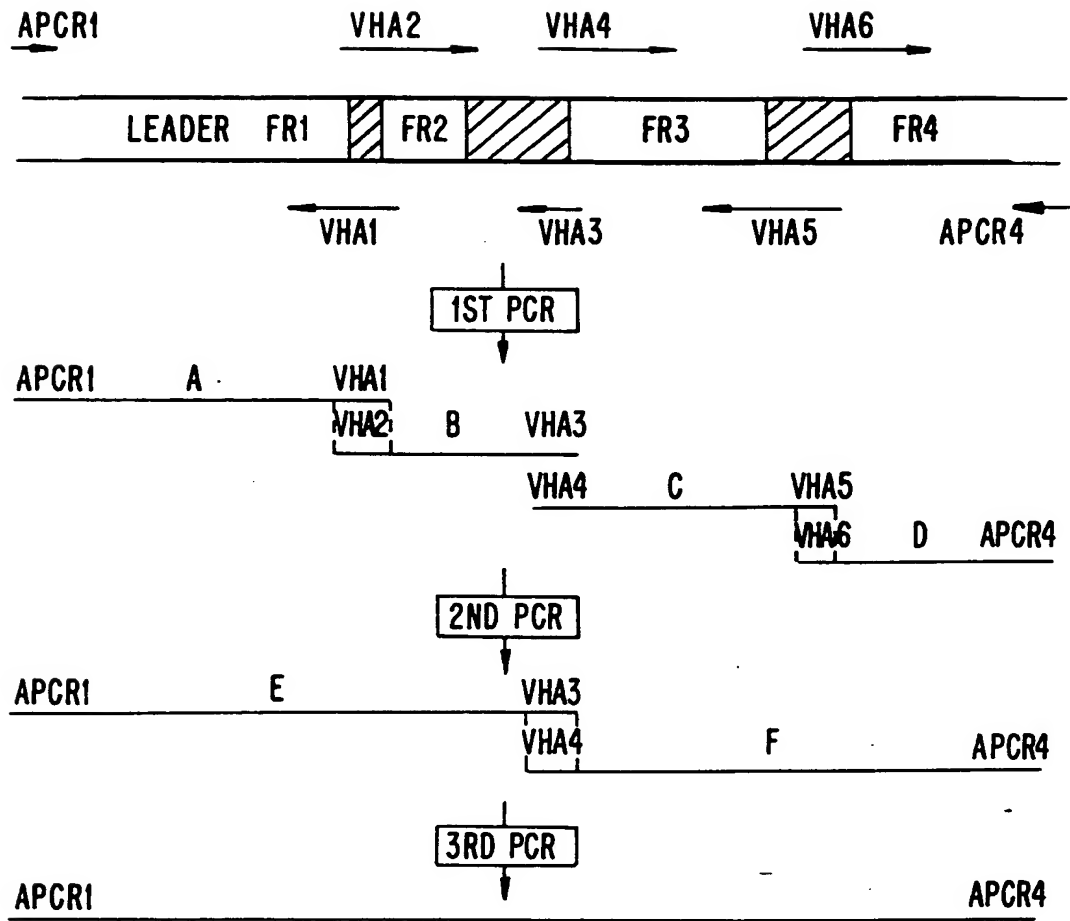 APCR1 VHA2 VHA4 VHA6
LEADER FR1 FR2 FR3 FR4
VHA1 VHA3 VHA5 APCR4
1ST PCR
APCR1 A VHA1
VHA2 B VHA3
VHA4 C VHA5
VHA6 D APCR4
2ND PCR
APCR1 E VHA3
VHA4 F APCR4
3RD PCR
APCR1 APCR4